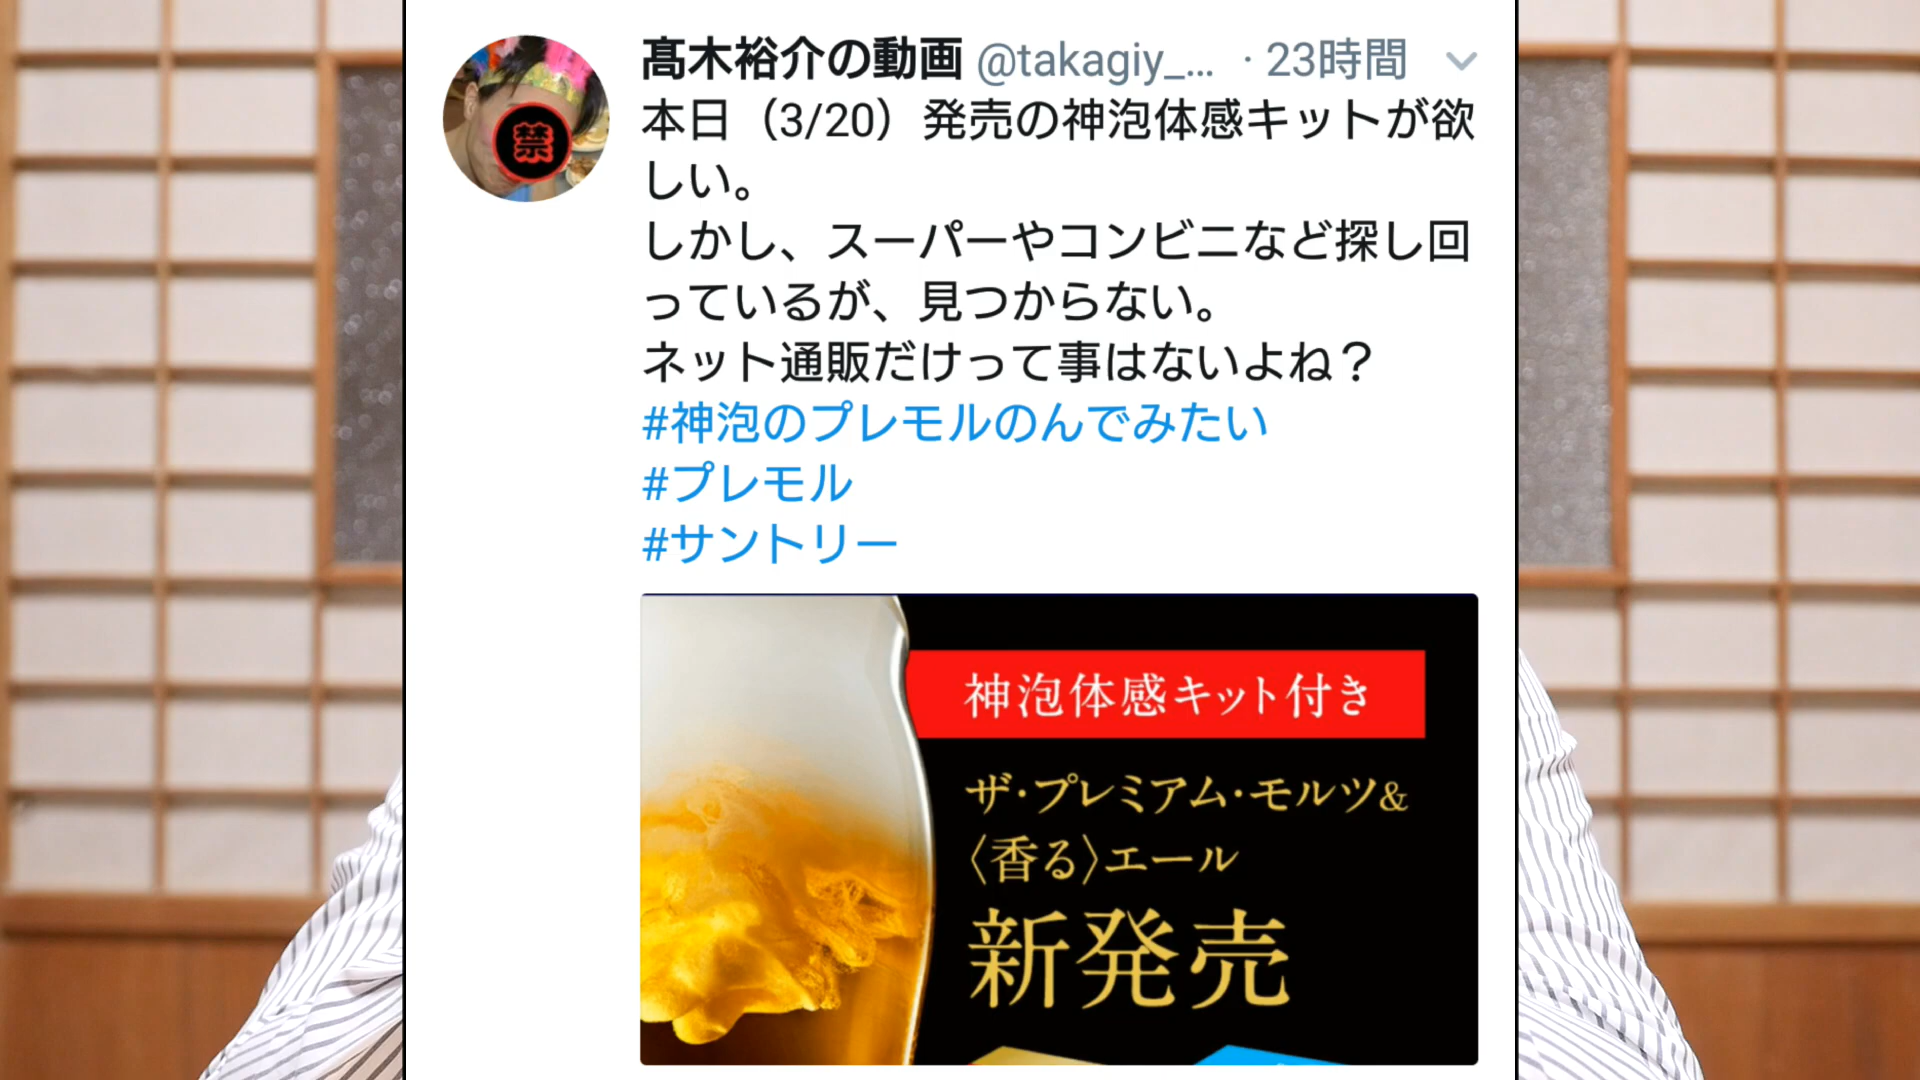 髙木裕介の動画 @takagiy_... · 23時間
禁
本日（3/20）発売の神泡体感キットが欲
しい。
しかし、スーパーやコンビニなど探し回
っているが、見つからない。
ネット通販だけって事はないよね？
#神泡のプレモルのんでみたい
#プレモル
#サントリー
神泡体感キット付き
ザ・プレミアム・モルツ&
〈香る〉エール
新発売